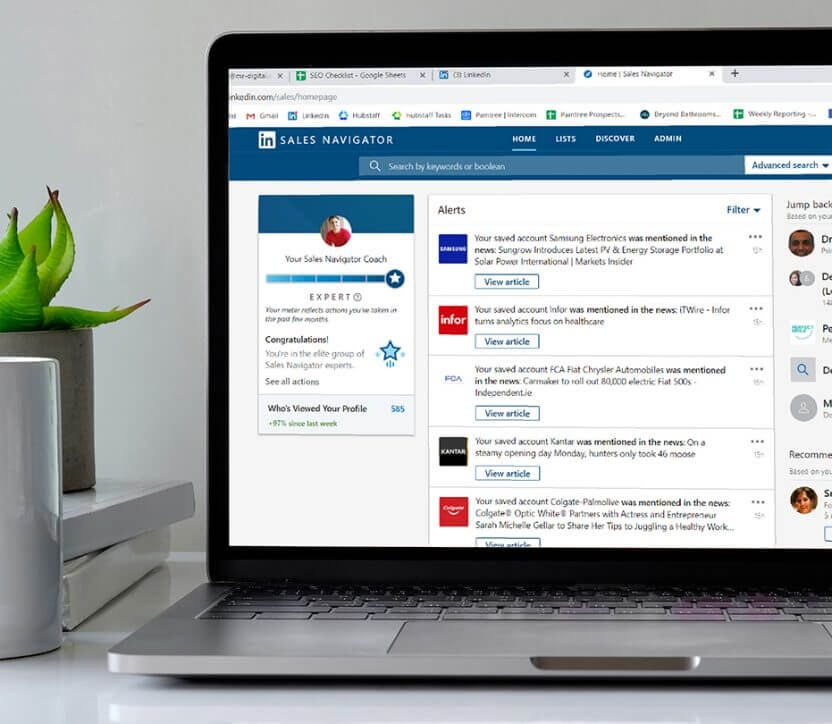 SEO Checklist - Google Sheets
(3) LinkedIn
Home | Sales Navigator
inkedin.com/sales/homepage
Gmail
LinkedIn
Hubstaff
hubstaff Tasks
Paintree | Intercom
Paintree Prospects...
Beyond Bathrooms...
Weekly Reporting -...
in SALES NAVIGATOR
HOME
LISTS
DISCOVER
ADMIN
Search by keywords or boolean
Advanced search
Your Sales Navigator Coach
EXPERT
Your meter reflects actions you've taken in
the past few months.
Congratulations!
You're in the elite group of
Sales Navigator experts.
See all actions
Who's Viewed Your Profile 585
+97% since last week
Alerts
Filter
SAMSUNG
Your saved account Samsung Electronics was mentioned in the
news: Sungrow Introduces Latest PV & Energy Storage Portfolio at
Solar Power International | Markets Insider
15h
View article
infor
Your saved account Infor was mentioned in the news: iTWire - Infor
turns analytics focus on healthcare
15h
View article
FCA
Your saved account FCA Fiat Chrysler Automobiles was mentioned
in the news: Carmaker to roll out 80,000 electric Fiat 500s -
Independent.ie
15h
View article
KANTAR
Your saved account Kantar was mentioned in the news: On a
steamy opening day Monday, hunters only took 46 moose
15h
View article
Colgate
Your saved account Colgate-Palmolive was mentioned in the news:
Colgate® Optic White® Partners with Actress and Entrepreneur
Sarah Michelle Gellar to Share Her Tips to Juggling a Healthy Work...
15h
View article
Jump back
Based on your
Dr
De
(Lo
Pe
Me
De
M
Recomme
Based on you
Su